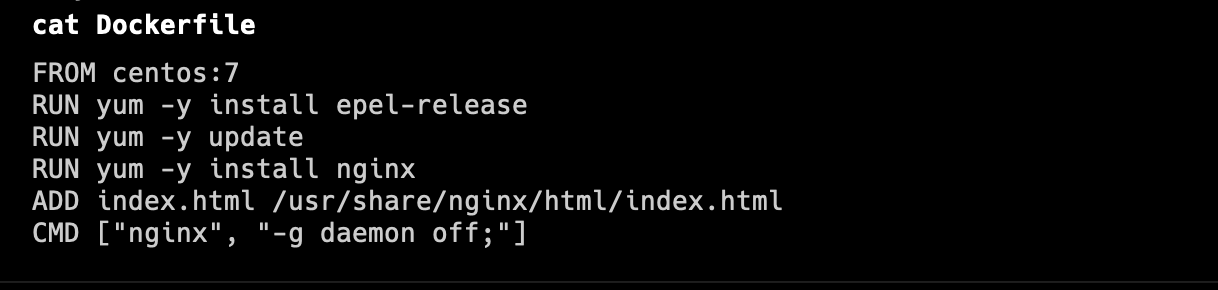 cat Dockerfile
FROM centos:7
RUN yum -y install epel-release
RUN yum -y update
RUN yum -y install nginx
ADD index.html /usr/share/nginx/html/index.html
CMD ["nginx", "-g daemon off;"]